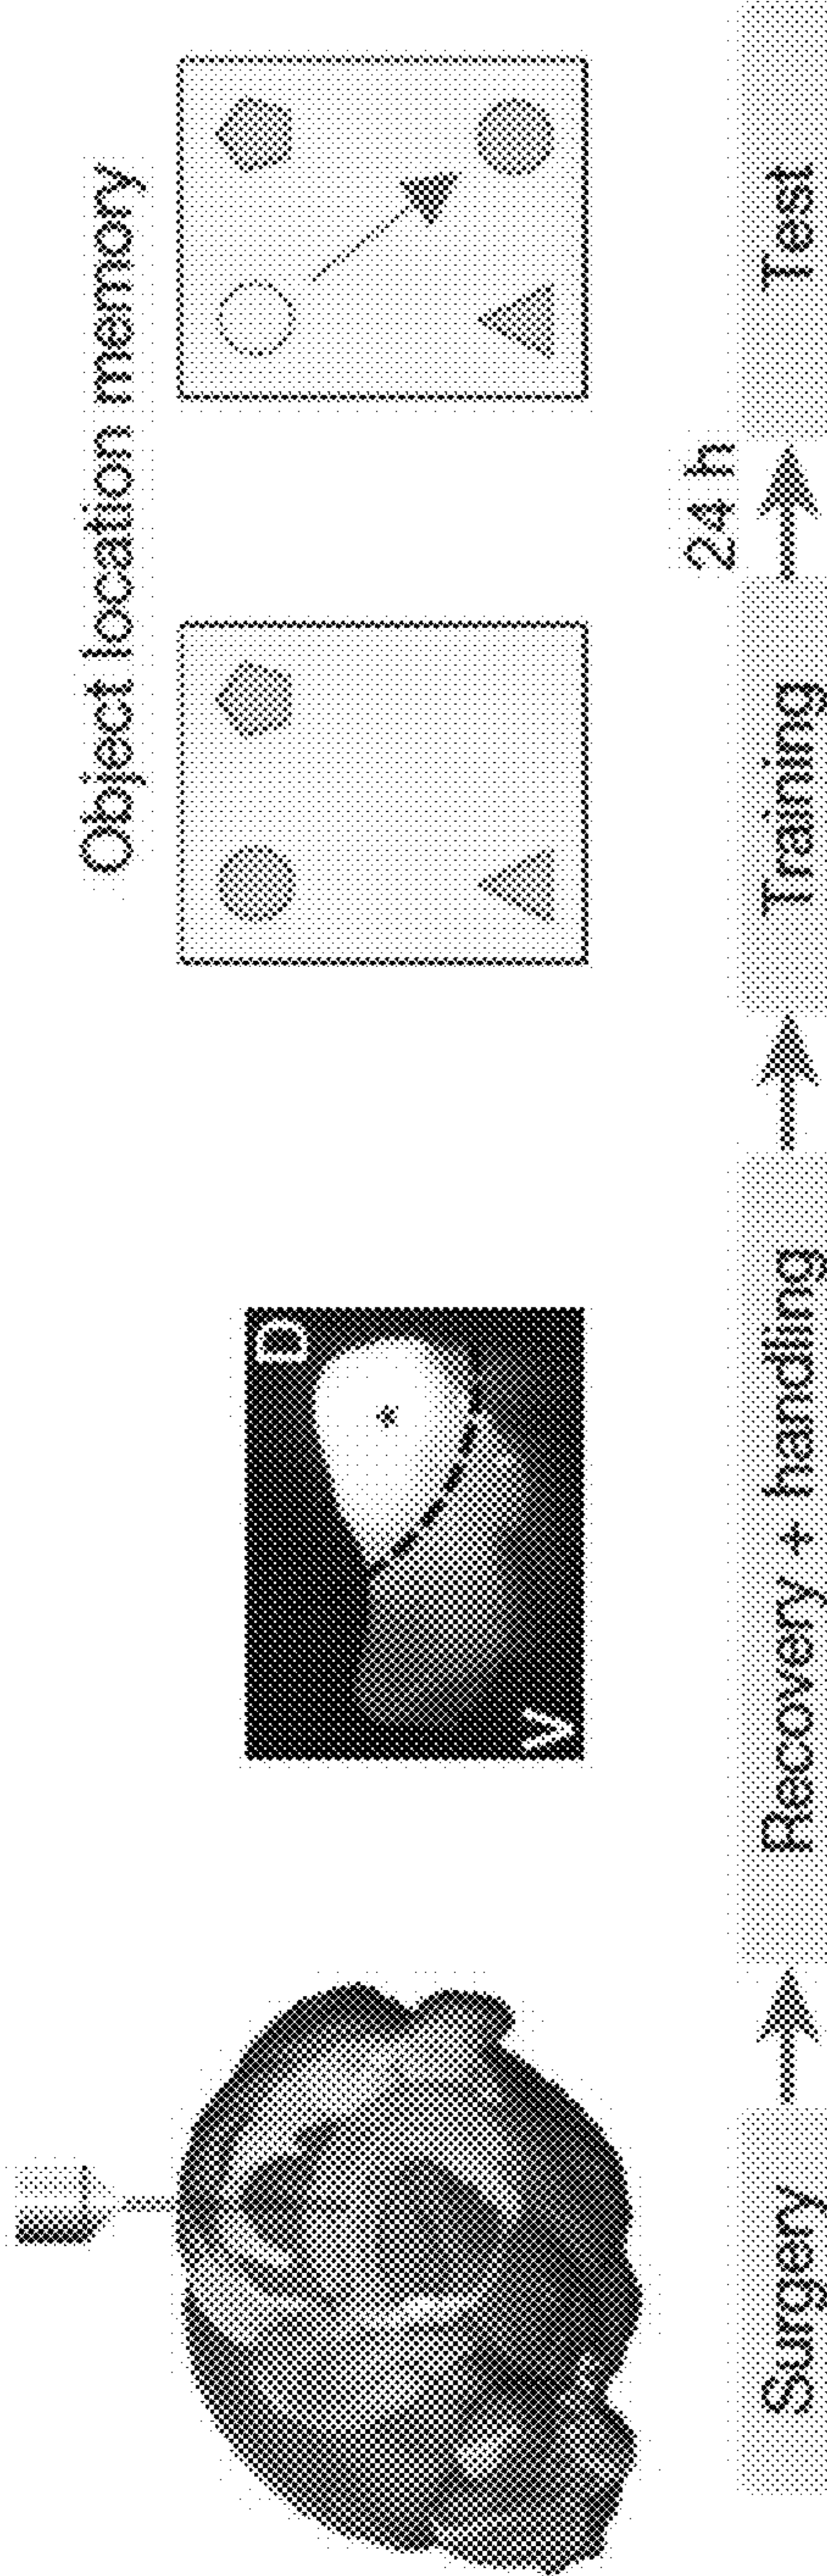 Object location memory
D
V
24 h
Surgery
Recovery + handling
Training
Test